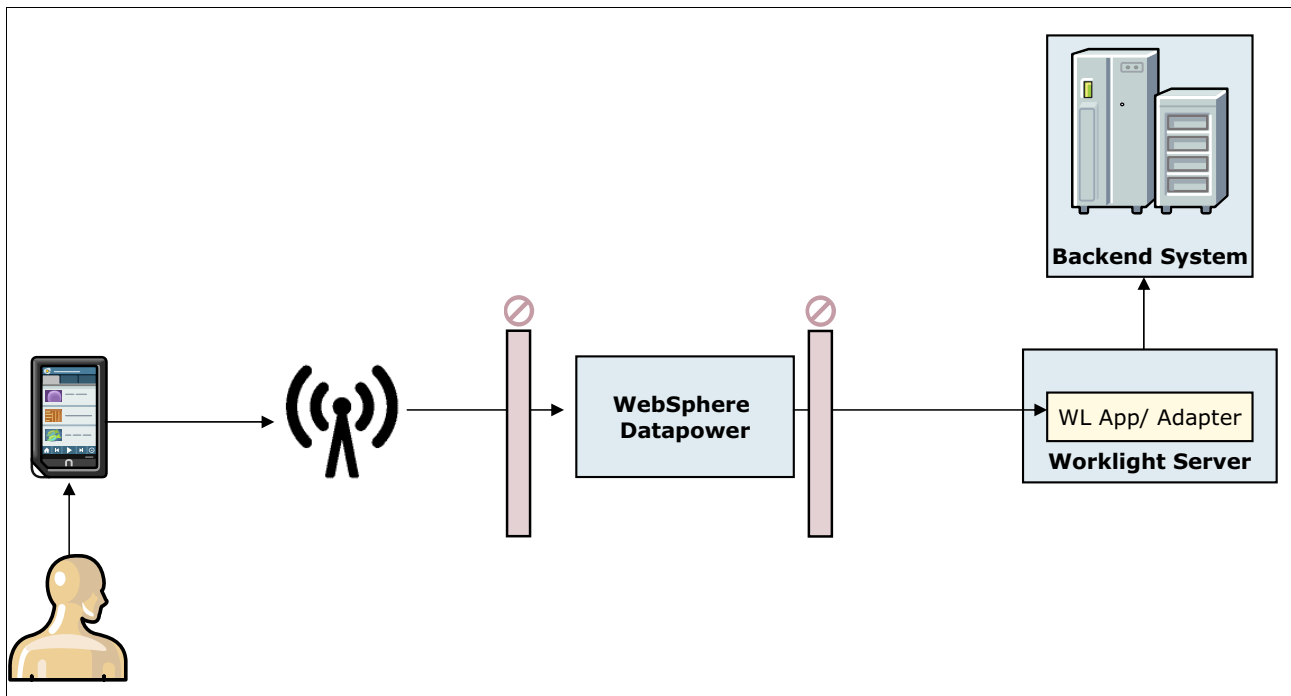 Backend System
WebSphere
Datapower
WL App/ Adapter
Worklight Server